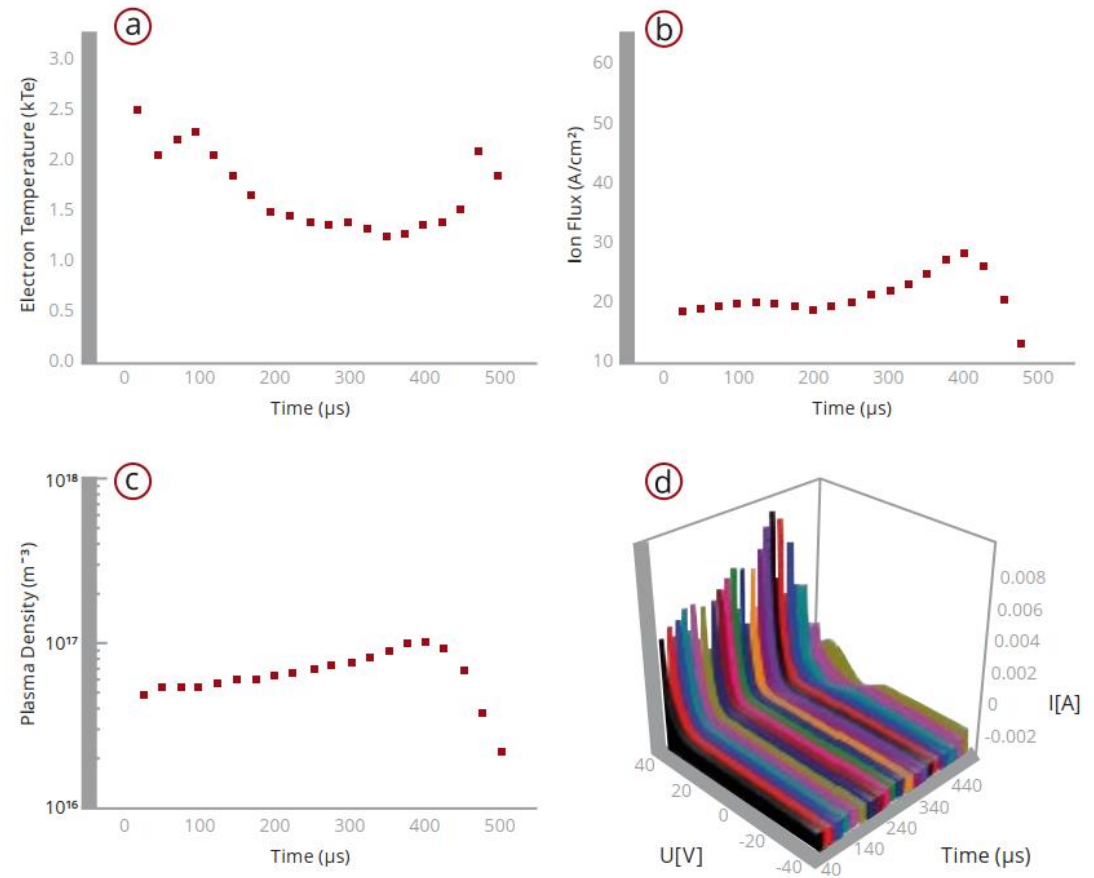 a
3.0
2.5
2.0
1.5
1.0
0.5
0.0
Electron Temperature (kTe)
0 100 200 300 400 500
Time (µs)
b
60
50
40
30
20
10
Ion Flux (A/cm²)
0 100 200 300 400 500
Time (µs)
c
10¹⁸
10¹⁷
10¹⁶
Plasma Density (m⁻³)
0 100 200 300 400 500
Time (µs)
d
0.008
0.006
0.004
0.002
0
-0.002
I[A]
40
20
0
-20
-40
U[V]
40
140
240
340
440
Time (µs)